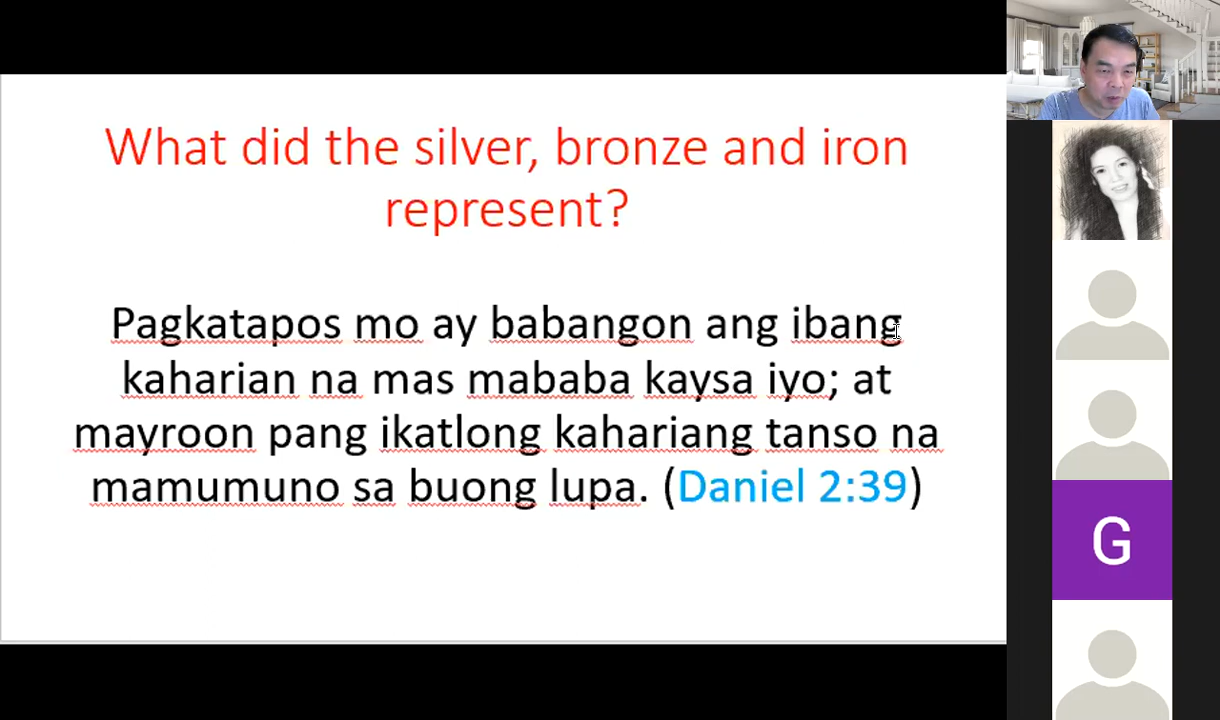 What did the silver, bronze and iron
represent?
Pagkatapos mo ay babangon ang ibang
kaharian na mas mababa kaysa iyo; at
mayroon pang ikatlong kahariang tanso na
mamumuno sa buong lupa. (Daniel 2:39)
G